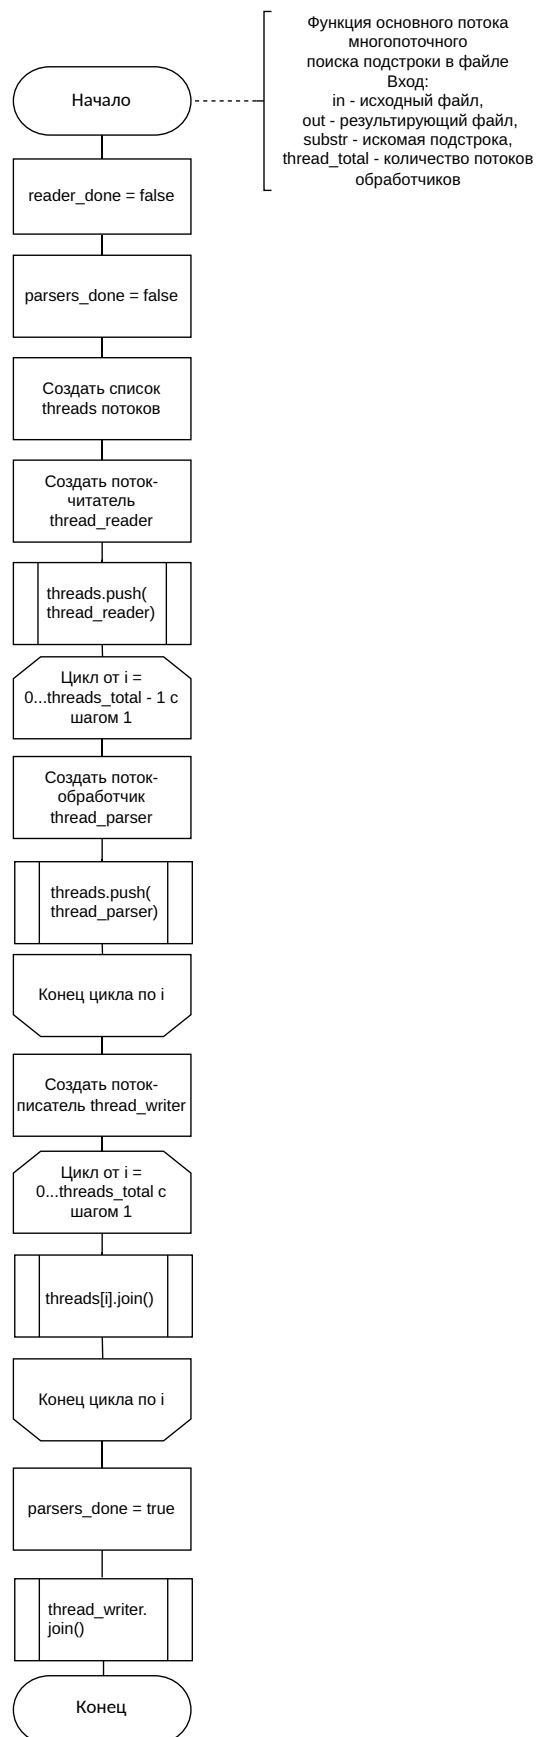 Функция основного потока
многопоточного
поиска подстроки в файле
Вход:
in - исходный файл,
out - результирующий файл,
substr - искомая подстрока,
thread_total - количество потоков
обработчиков
Начало
reader_done = false
parsers_done = false
Создать список
threads потоков
Создать поток-
читатель
thread_reader
threads.push(
thread_reader)
Цикл от i =
0...threads_total - 1 с
шагом 1
Создать поток-
обработчик
thread_parser
threads.push(
thread_parser)
Конец цикла по i
Создать поток-
писатель thread_writer
Цикл от i =
0...threads_total с
шагом 1
threads[i].join()
Конец цикла по i
parsers_done = true
thread_writer.
join()
Конец